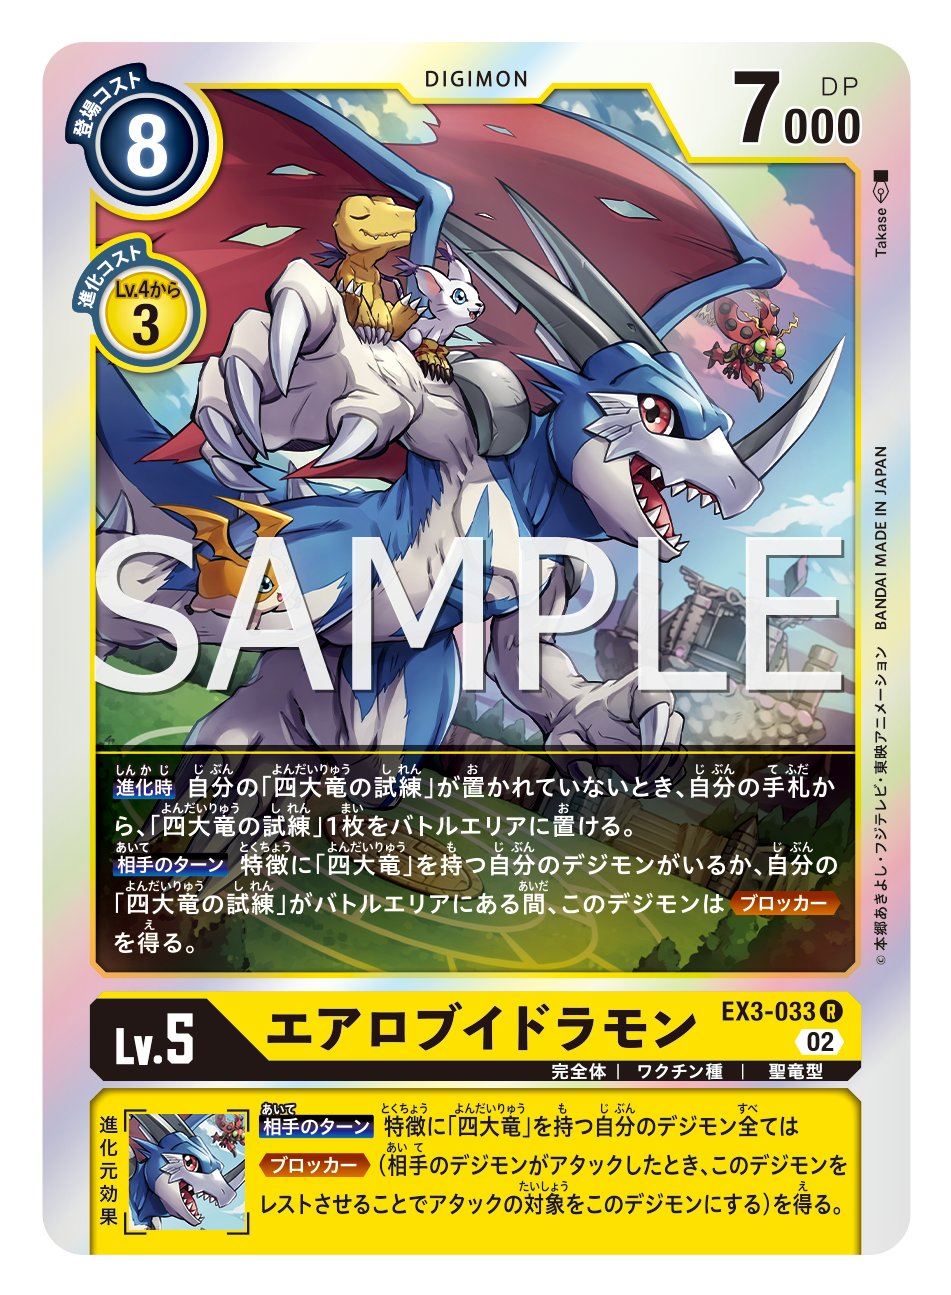 DIGIMON
登場コスト
8
7000
DP
進化コスト
Lv.4から
3
Takase
SAMPLE
進化時 自分の「四大竜の試練」が置かれていないとき、自分の手札か
ら、「四大竜の試練」1枚をバトルエリアに置ける。
相手のターン 特徴に「四大竜」を持つ自分のデジモンがいるか、自分の
「四大竜の試練」がバトルエリアにある間、このデジモンは ブロッカー
を得る。
©本郷あきよし・フジテレビ・東映アニメーション BANDAI MADE IN JAPAN
Lv.5
エアロブイドラモン
EX3-033 R
02
完全体 | ワクチン種 | 聖竜型
進化元効果
相手のターン 特徴に「四大竜」を持つ自分のデジモン全ては
ブロッカー (相手のデジモンがアタックしたとき、このデジモンを
レストさせることでアタックの対象をこのデジモンにする)を得る。